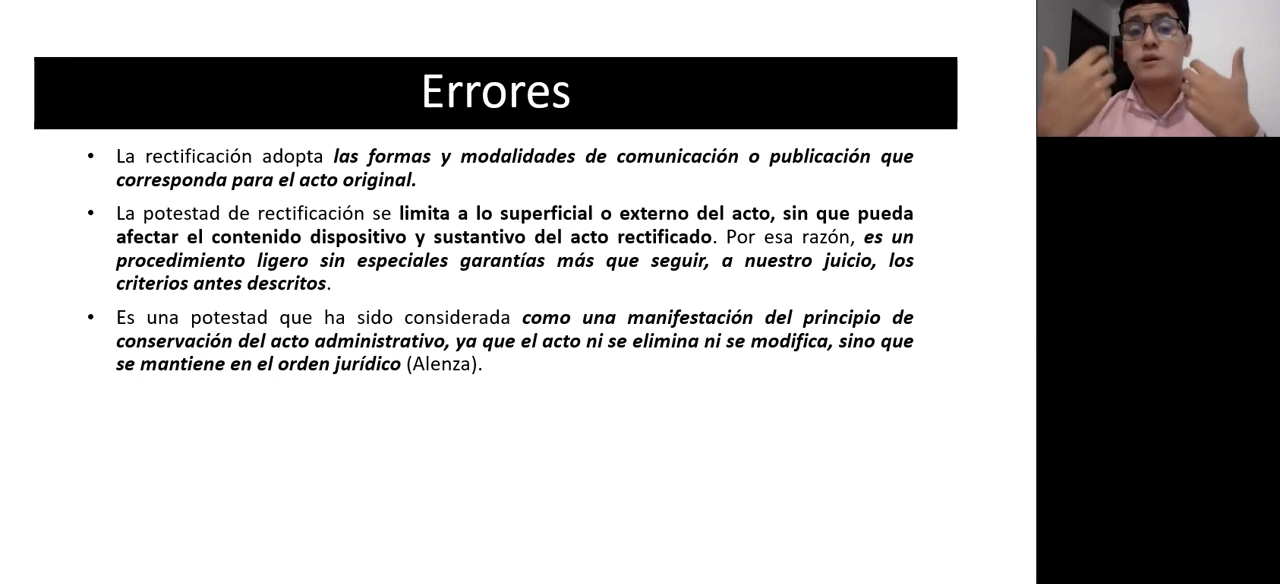 Errores
• La rectificación adopta las formas y modalidades de comunicación o publicación que
corresponda para el acto original.
• La potestad de rectificación se limita a lo superficial o externo del acto, sin que pueda
afectar el contenido dispositivo y sustantivo del acto rectificado. Por esa razón, es un
procedimiento ligero sin especiales garantías más que seguir, a nuestro juicio, los
criterios antes descritos.
• Es una potestad que ha sido considerada como una manifestación del principio de
conservación del acto administrativo, ya que el acto ni se elimina ni se modifica, sino que
se mantiene en el orden jurídico (Alenza).